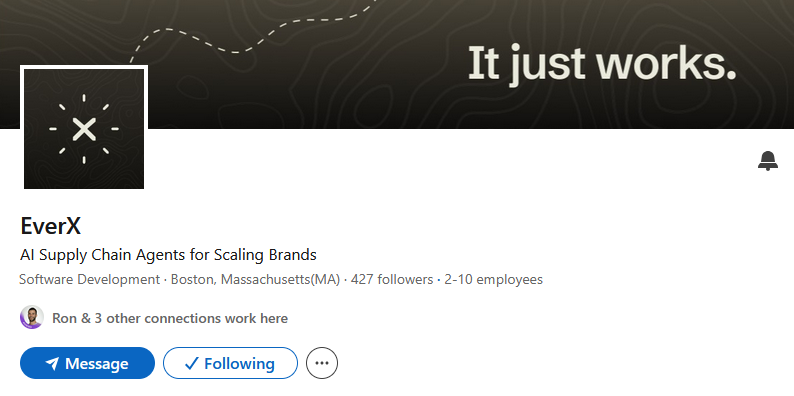 It just works.
EverX
AI Supply Chain Agents for Scaling Brands
Software Development · Boston, Massachusetts(MA) · 427 followers · 2-10 employees
Ron & 3 other connections work here
Message
Following